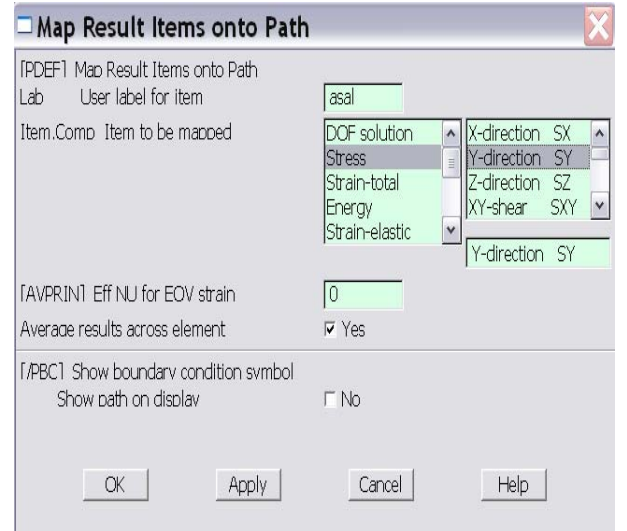 Map Result Items onto Path
[PDEF] Map Result Items onto Path
Lab User label for item asal
Item,Comp Item to be mapped
DOF solution
Stress
Strain-total
Energy
Strain-elastic
X-direction SX
Y-direction SY
Z-direction SZ
XY-shear SXY
Y-direction SY
[AVPRIN] Eff NU for EQV strain 0
Average results across element Yes
[/PBC] Show boundary condition symbol
Show path on display No
OK Apply Cancel Help